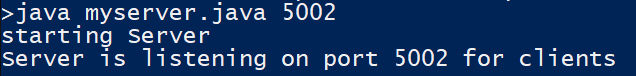 >java myserver.java 5002
starting Server
Server is listening on port 5002 for clients